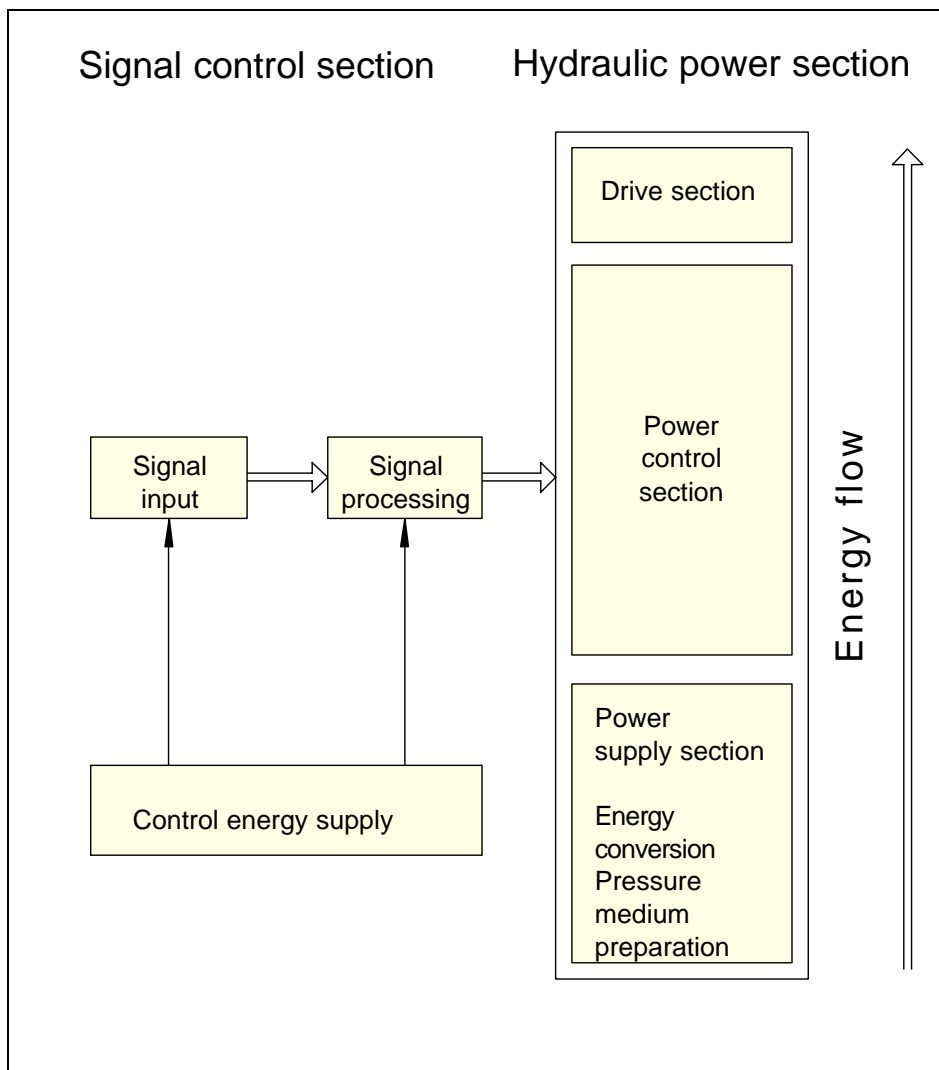 Signal control section
Hydraulic power section
Drive section
Power
control
section
Signal
input
Signal
processing
Energy flow
Power
supply section
Energy
conversion
Pressure
medium
preparation
Control energy supply